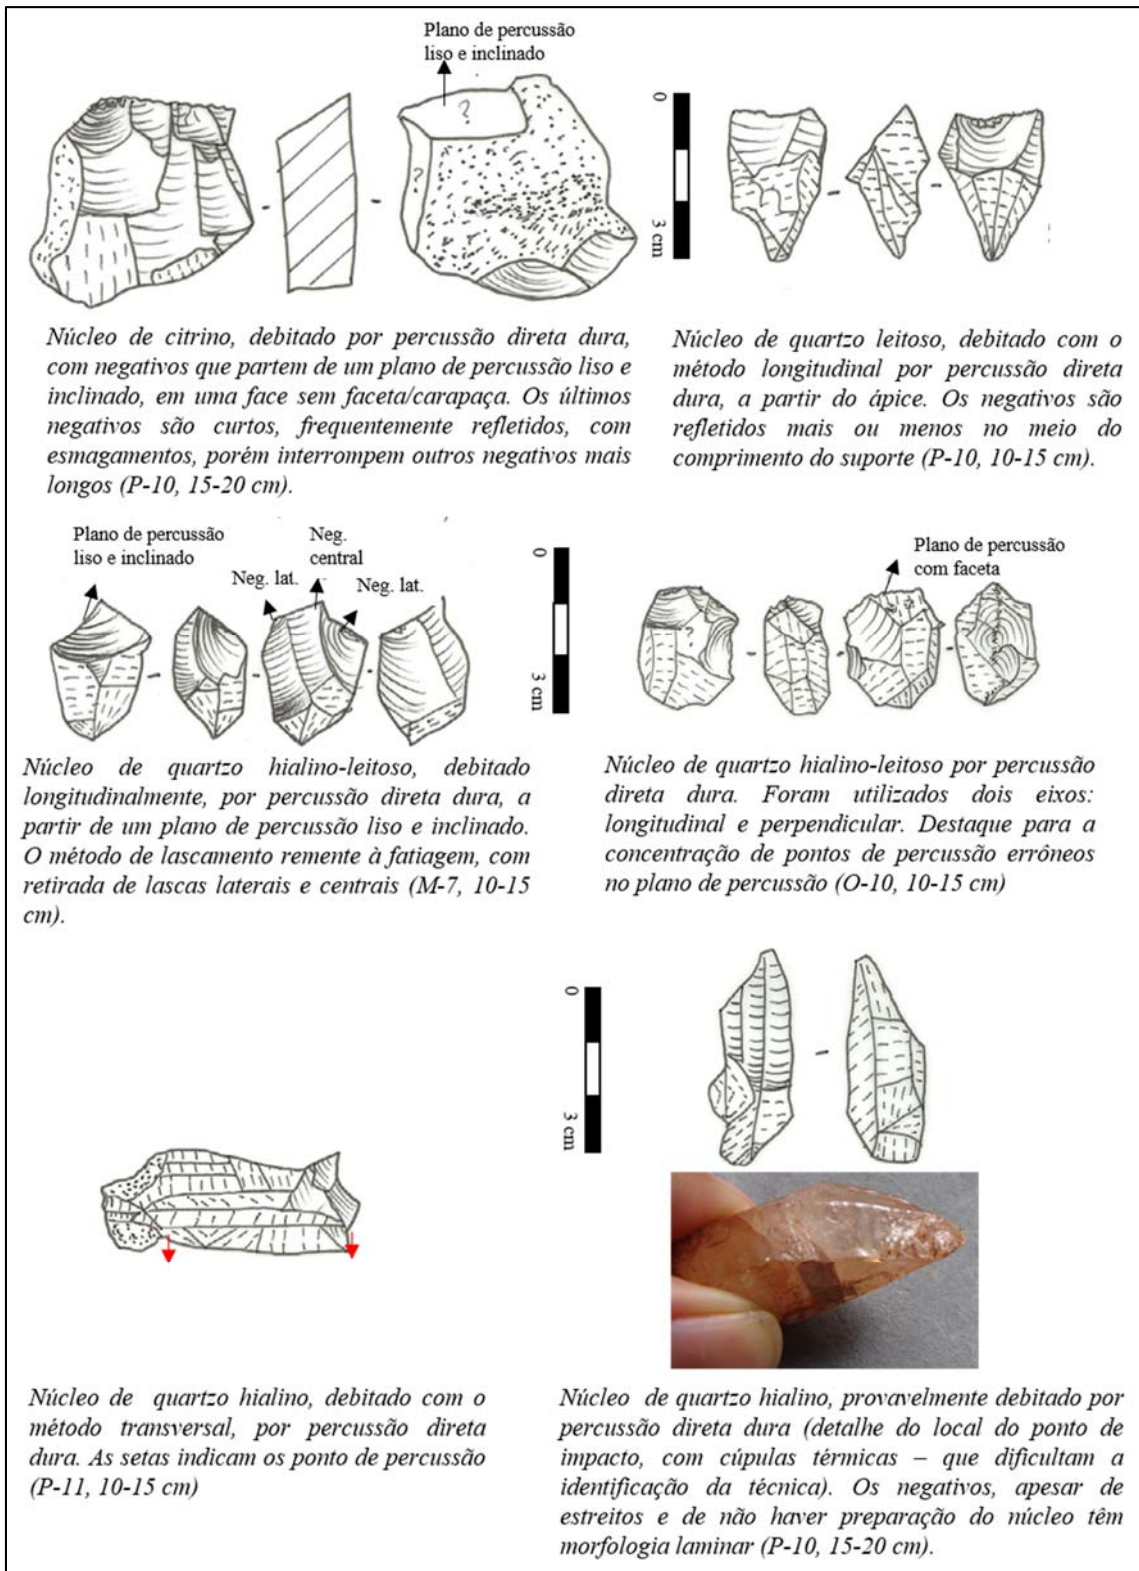 Plano de percussão
liso e inclinado
?
?
0
3 cm
Núcleo de citrino, debitado por percussão direta dura,
com negativos que partem de um plano de percussão liso e
inclinado, em uma face sem faceta/carapaça. Os últimos
negativos são curtos, frequentemente refletidos, com
esmagamentos, porém interrompem outros negativos mais
longos (P-10, 15-20 cm).
Núcleo de quartzo leitoso, debitado com o
método longitudinal por percussão direta
dura, a partir do ápice. Os negativos são
refletidos mais ou menos no meio do
comprimento do suporte (P-10, 10-15 cm).
Plano de percussão
liso e inclinado
Neg. lat.
Neg.
central
Neg. lat.
0
3 cm
Plano de percussão
com faceta
?
Núcleo de quartzo hialino-leitoso, debitado
longitudinalmente, por percussão direta dura, a
partir de um plano de percussão liso e inclinado.
O método de lascamento remente à fatiagem, com
retirada de lascas laterais e centrais (M-7, 10-15
cm).
Núcleo de quartzo hialino-leitoso por percussão
direta dura. Foram utilizados dois eixos:
longitudinal e perpendicular. Destaque para a
concentração de pontos de percussão errôneos
no plano de percussão (O-10, 10-15 cm)
0
3 cm
Núcleo de quartzo hialino, debitado com o
método transversal, por percussão direta
dura. As setas indicam os ponto de percussão
(P-11, 10-15 cm)
Núcleo de quartzo hialino, provavelmente debitado por
percussão direta dura (detalhe do local do ponto de
impacto, com cúpulas térmicas – que dificultam a
identificação da técnica). Os negativos, apesar de
estreitos e de não haver preparação do núcleo têm
morfologia laminar (P-10, 15-20 cm).